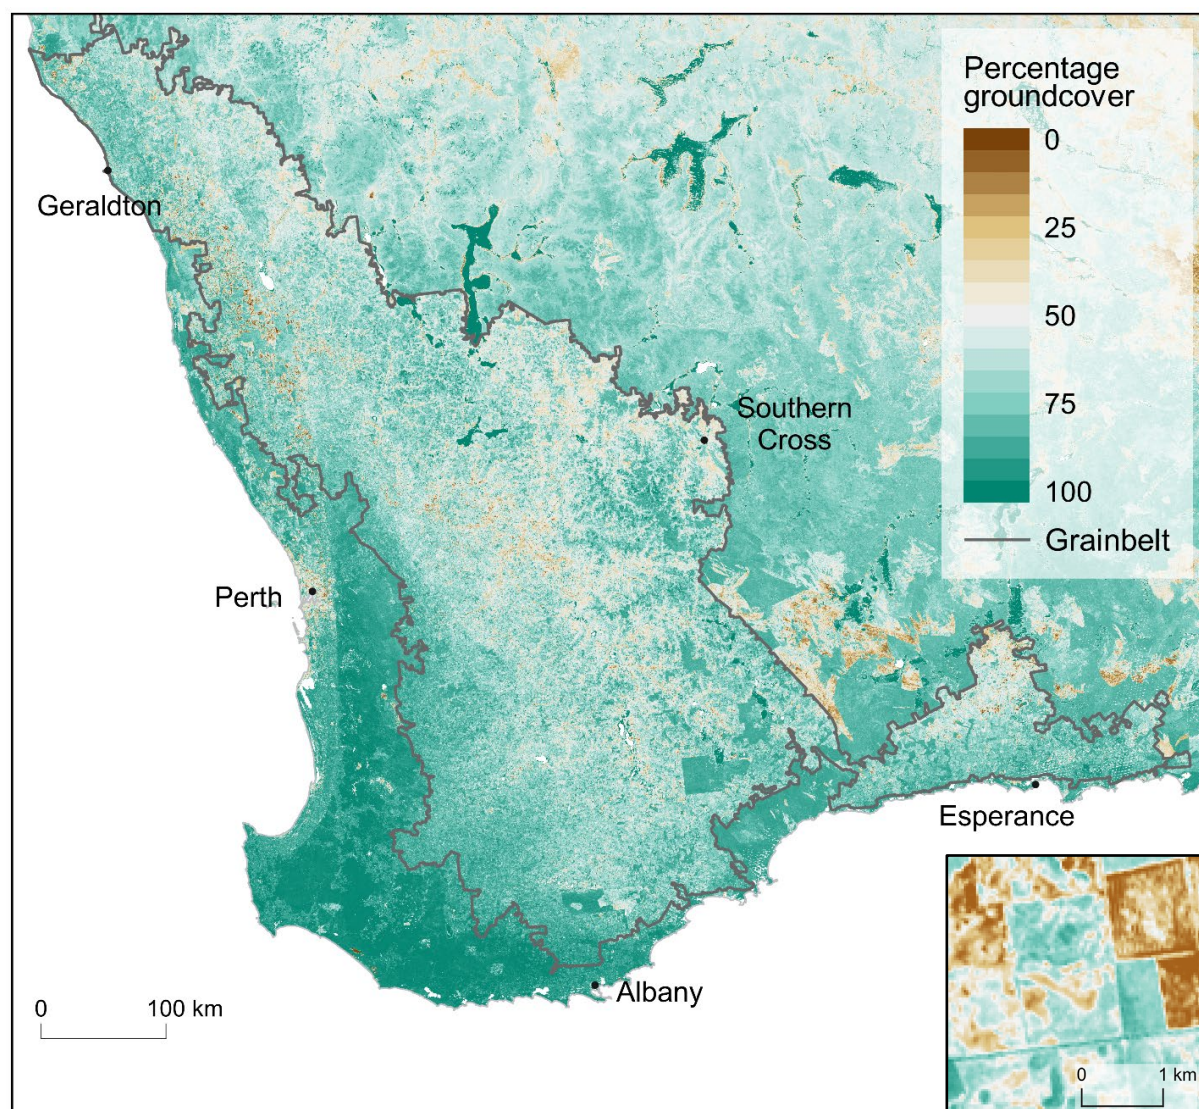 Percentage
groundcover
0
25
50
75
100
Grainbelt
Geraldton
Southern
Cross
Perth
Esperance
Albany
0 100 km
0 1 km